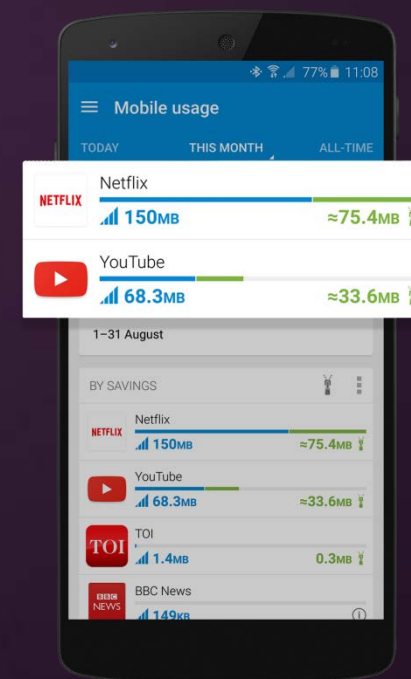 77% 11:08
Mobile usage
TODAY THIS MONTH ALL-TIME
NETFLIX Netflix
150MB ≈75.4MB
YouTube
68.3MB ≈33.6MB
1–31 August
BY SAVINGS
NETFLIX Netflix
150MB ≈75.4MB
YouTube
68.3MB ≈33.6MB
TOI TOI
1.4MB 0.3MB
BBC NEWS BBC News
149KB